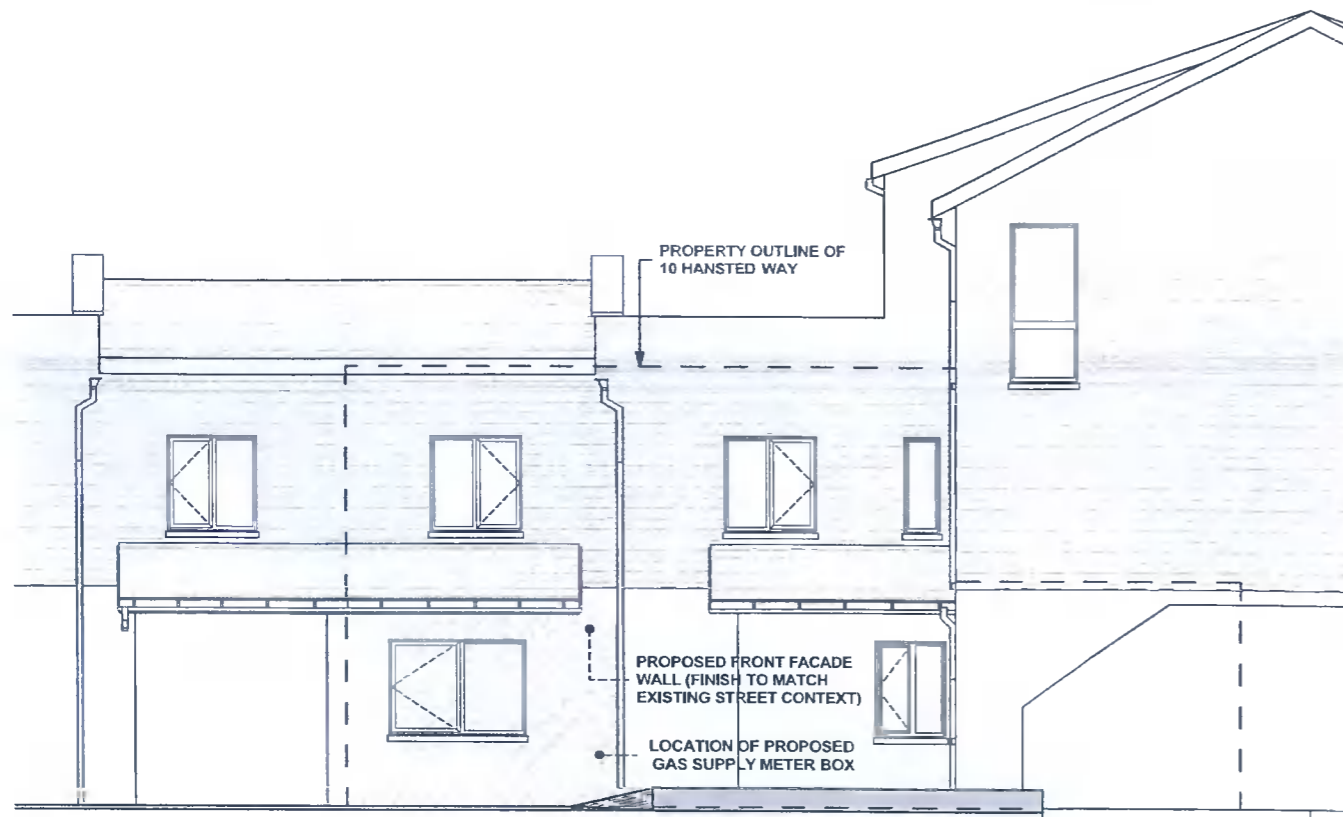 PROPERTY OUTLINE OF
10 HANSTED WAY
PROPOSED FRONT FACADE
WALL (FINISH TO MATCH
EXISTING STREET CONTEXT)
LOCATION OF PROPOSED
GAS SUPPLY METER BOX